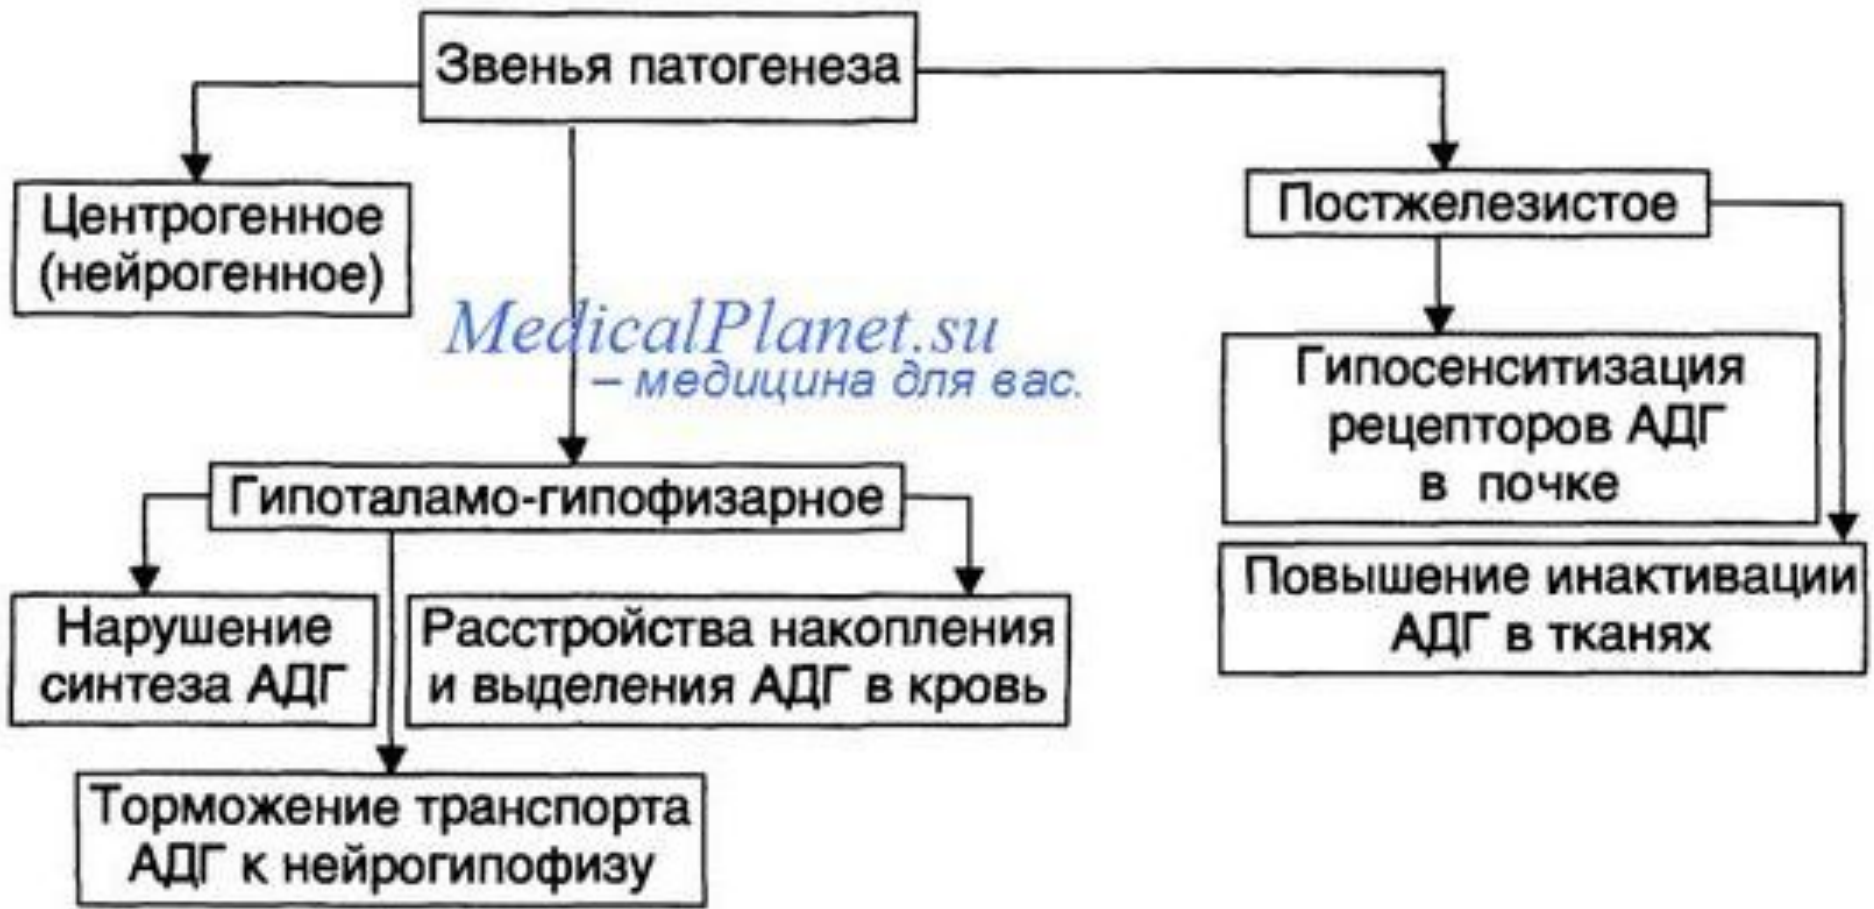 Звенья патогенеза
Центрогенное
(нейрогенное)
Постжелезистое
MedicalPlanet.su
– медицина для вас.
Гипосенситизация
рецепторов АДГ
в почке
Гипоталамо-гипофизарное
Повышение инактивации
АДГ в тканях
Нарушение
синтеза АДГ
Расстройства накопления
и выделения АДГ в кровь
Торможение транспорта
АДГ к нейрогипофизу